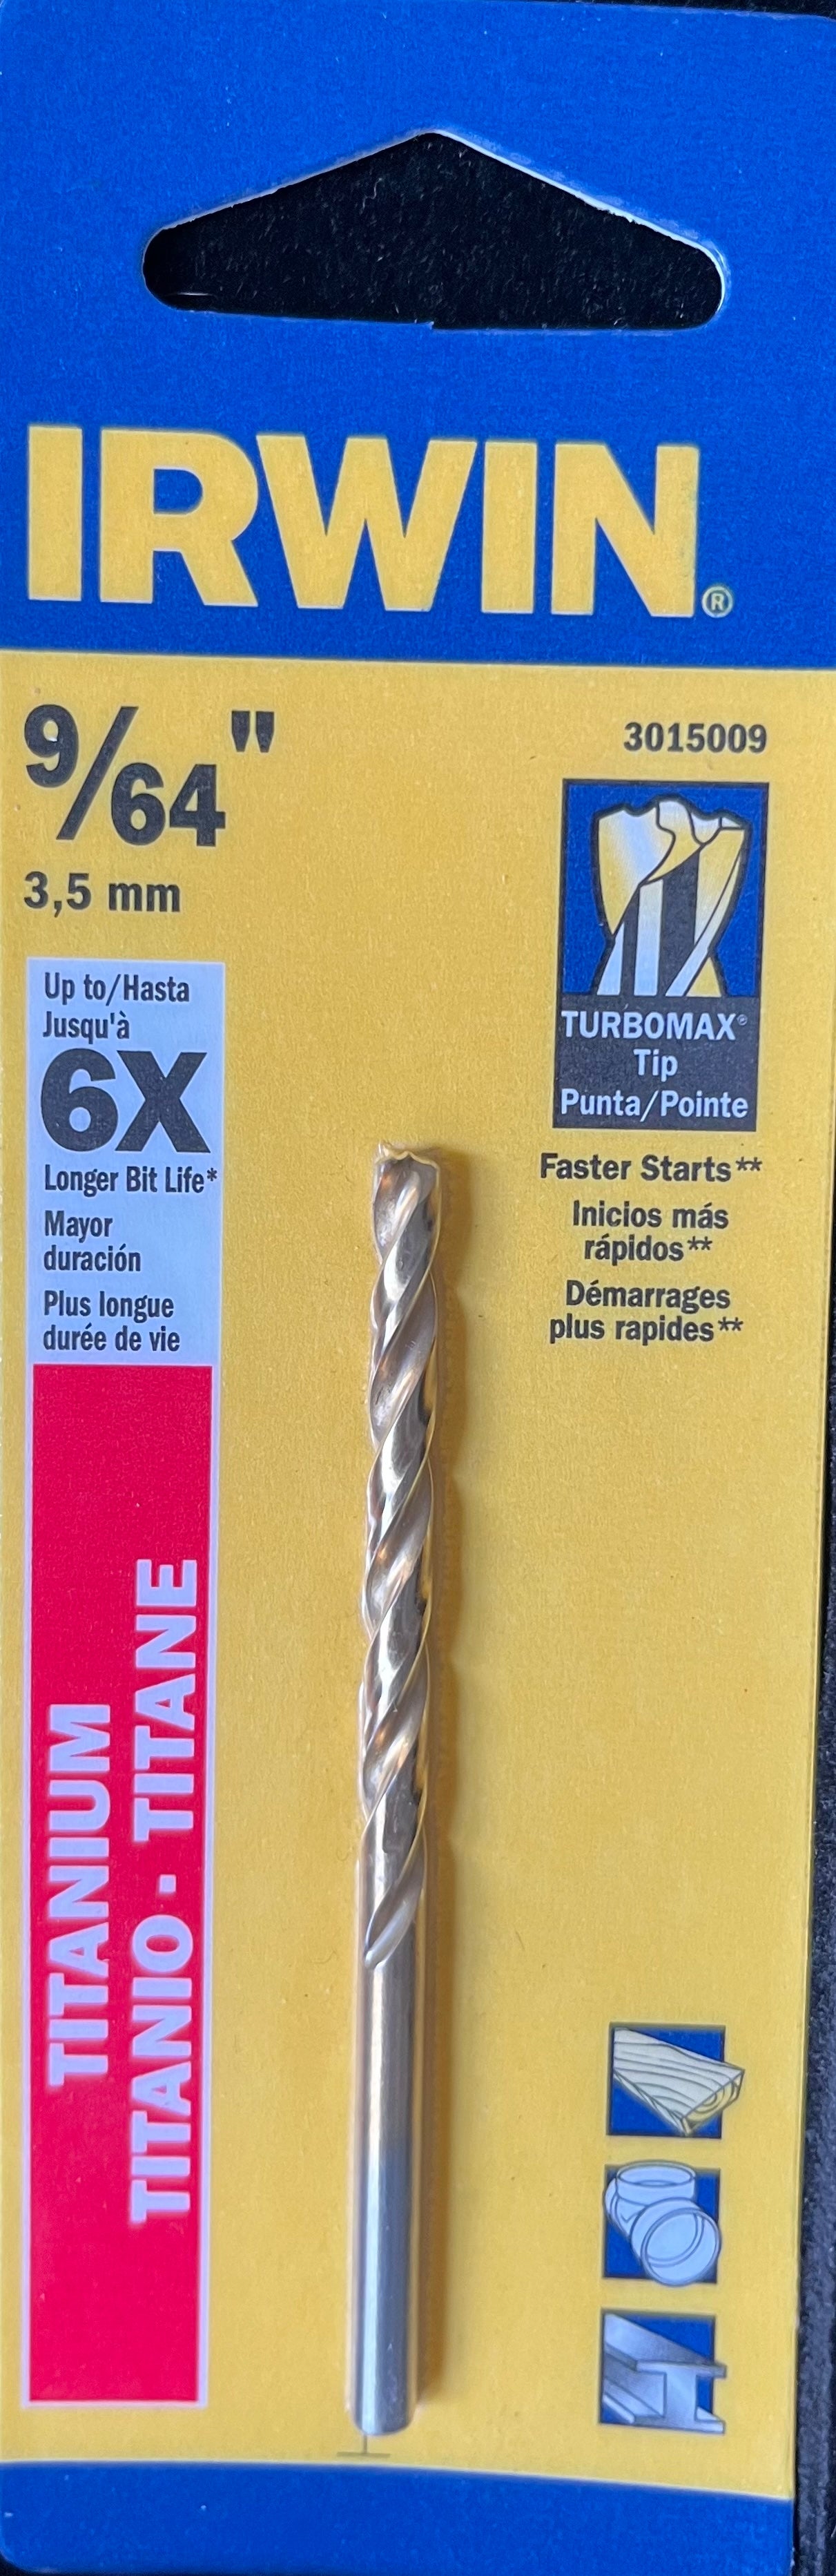 IRWIN®
9/64"
3015009
3,5 mm
Up to/Hasta
Jusqu'à
6X
Longer Bit Life*
Mayor
duración
Plus longue
durée de vie
TURBOMAX®
Tip
Punta/Pointe
Faster Starts**
Inicios más
rápidos**
Démarrages
plus rapides**
TITANIUM
TITANIO · TITANE